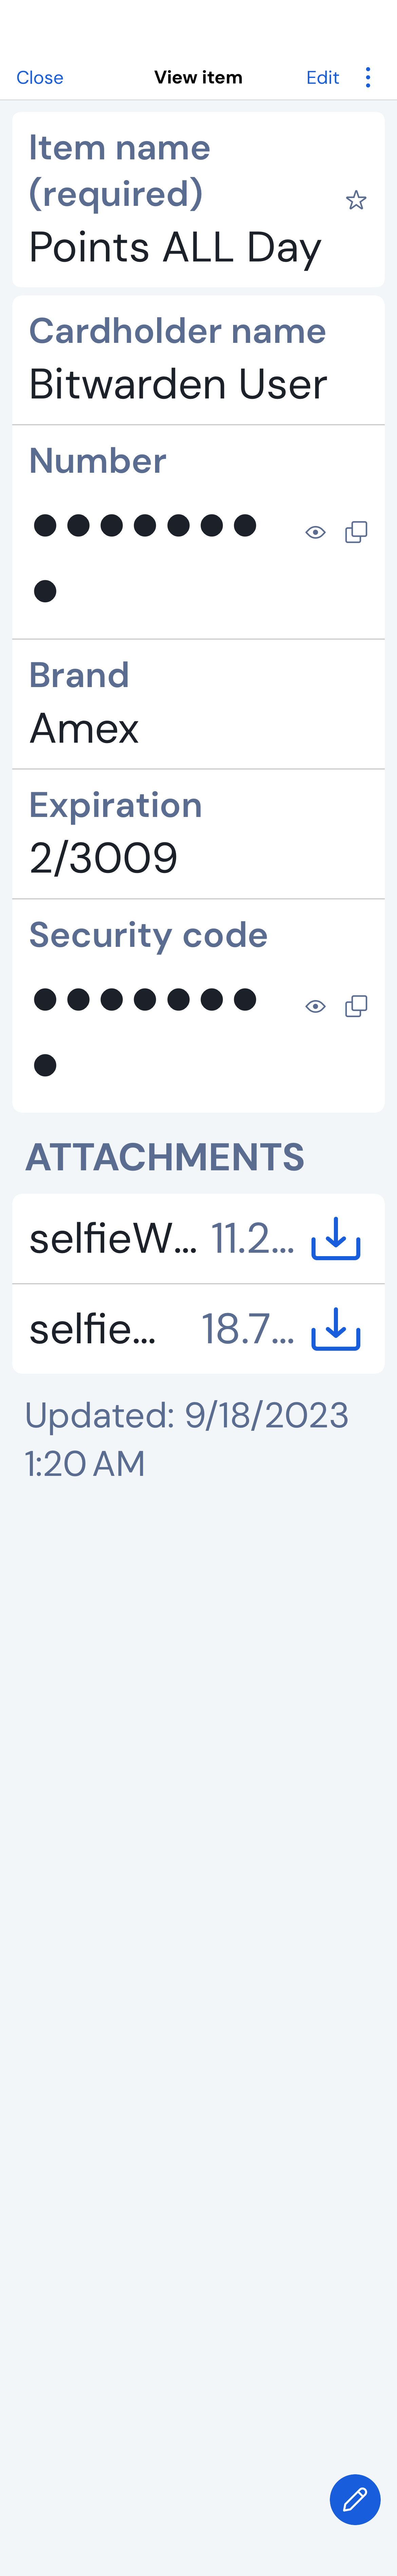 Close View item Edit
Item name
(required)
Points ALL Day
Cardholder name
Bitwarden User
Number
●●●●●●●
●
Brand
Amex
Expiration
2/3009
Security code
●●●●●●●
●
ATTACHMENTS
selfieW... 11.2...
selfie... 18.7...
Updated: 9/18/2023
1:20 AM